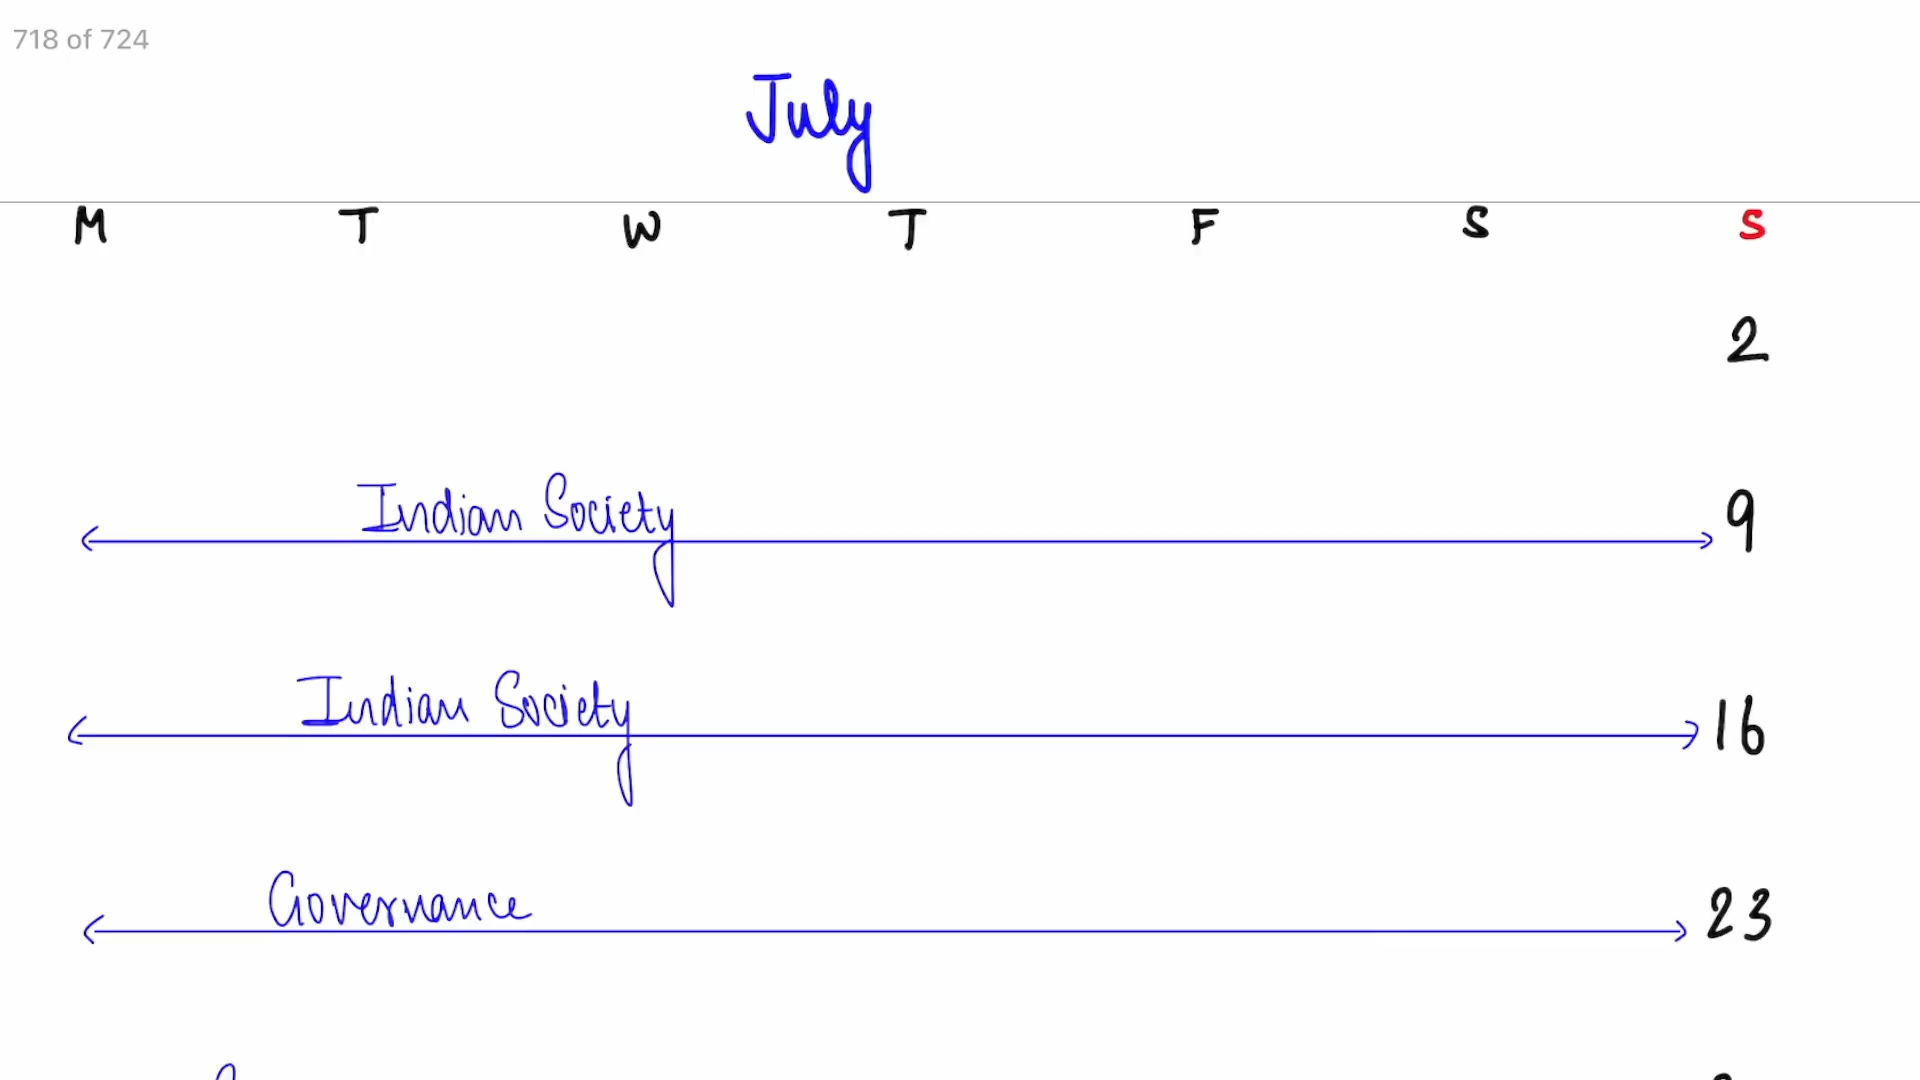 718 of 724
July
M T W T F S S
2
Indian Society 9
Indian Society 16
Governance 23